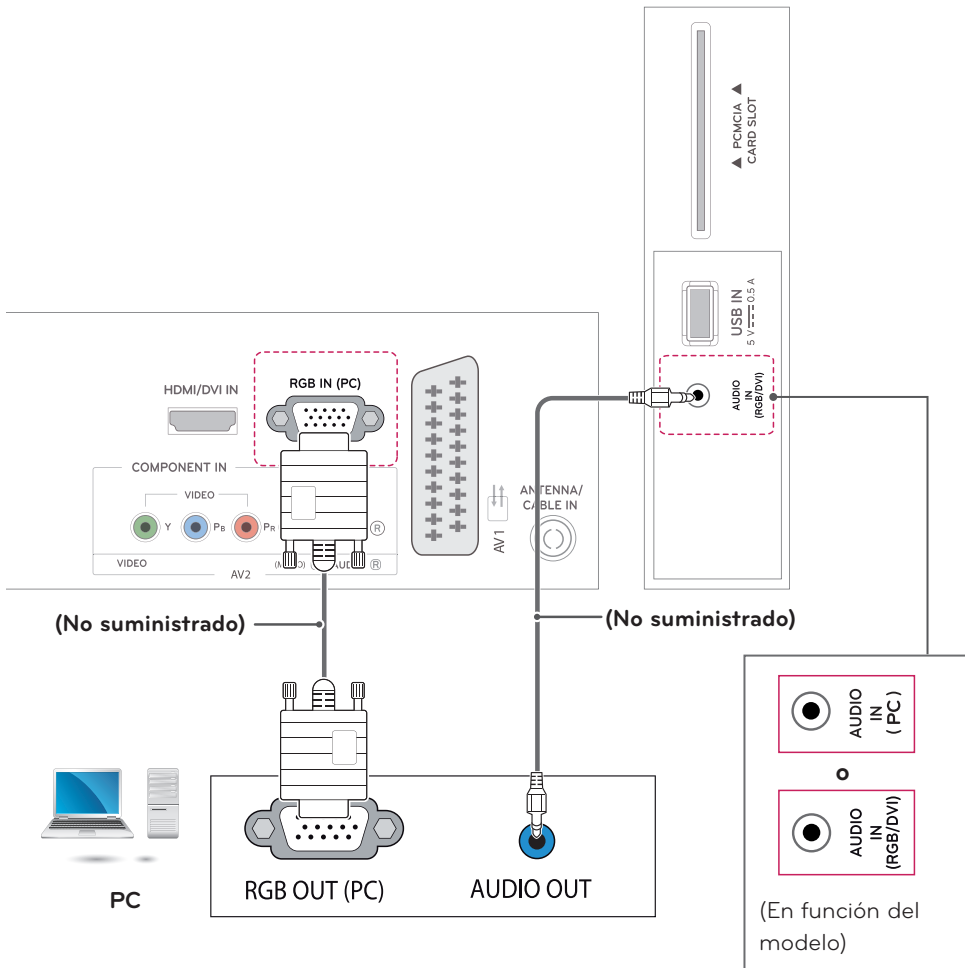 ▲ PCMCIA ▲
CARD SLOT
USB IN
5 V 0.5 A
AUDIO
IN
(RGB/DVI)
HDMI/DVI IN
RGB IN (PC)
COMPONENT IN
VIDEO
Y
PB
PR
R
VIDEO
AV2
R
AV1
ANTENNA/
CABLE IN
(No suministrado)
(No suministrado)
PC
RGB OUT (PC)
AUDIO OUT
AUDIO
IN
( PC )
o
AUDIO
IN
(RGB/DVI)
(En función del
modelo)